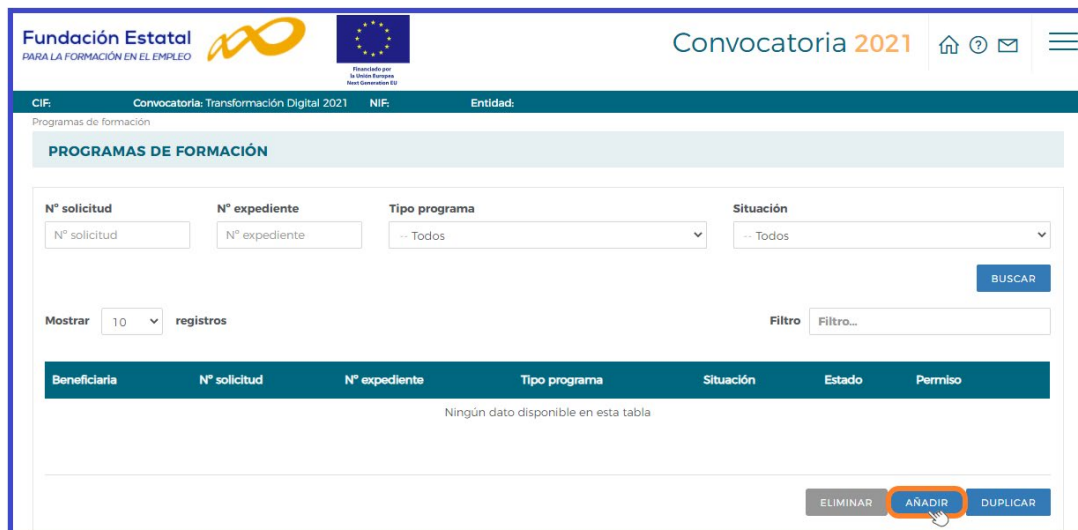 Fundación Estatal
PARA LA FORMACIÓN EN EL EMPLEO
Financiado por
la Unión Europea
Next Generation EU
Convocatoria 2021
CIF: Convocatoria: Transformación Digital 2021 NIF: Entidad:
Programas de formación
PROGRAMAS DE FORMACIÓN
Nº solicitud Nº expediente Tipo programa Situación
Nº solicitud Nº expediente -- Todos -- Todos
BUSCAR
Mostrar 10 registros Filtro Filtro...
Beneficiaria Nº solicitud Nº expediente Tipo programa Situación Estado Permiso
Ningún dato disponible en esta tabla
ELIMINAR AÑADIR DUPLICAR